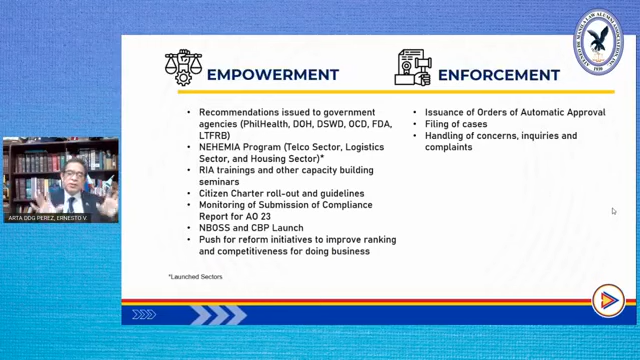 EMPOWERMENT
• Recommendations issued to government
agencies (PhilHealth, DOH, DSWD, OCD, FDA,
LTFRB)
• NEHEMIA Program (Telco Sector, Logistics
Sector, and Housing Sector)*
• RIA trainings and other capacity building
seminars
• Citizen Charter roll-out and guidelines
• Monitoring of Submission of Compliance
Report for AO 23
• NBOSS and CBP Launch
• Push for reform initiatives to improve ranking
and competitiveness for doing business
*Launched Sectors
ENFORCEMENT
• Issuance of Orders of Automatic Approval
• Filing of cases
• Handling of concerns, inquiries and
complaints
ARTA DDG PEREZ, ERNESTO V.